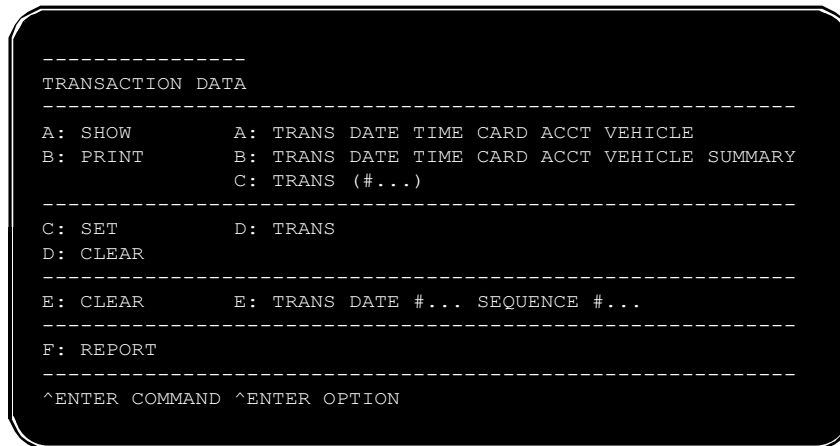 ----------------
TRANSACTION DATA
-----------------------------------------------------------
A: SHOW A: TRANS DATE TIME CARD ACCT VEHICLE
B: PRINT B: TRANS DATE TIME CARD ACCT VEHICLE SUMMARY
C: TRANS (#...)
-----------------------------------------------------------
C: SET D: TRANS
D: CLEAR
-----------------------------------------------------------
E: CLEAR E: TRANS DATE #... SEQUENCE #...
-----------------------------------------------------------
F: REPORT
-----------------------------------------------------------
^ENTER COMMAND ^ENTER OPTION